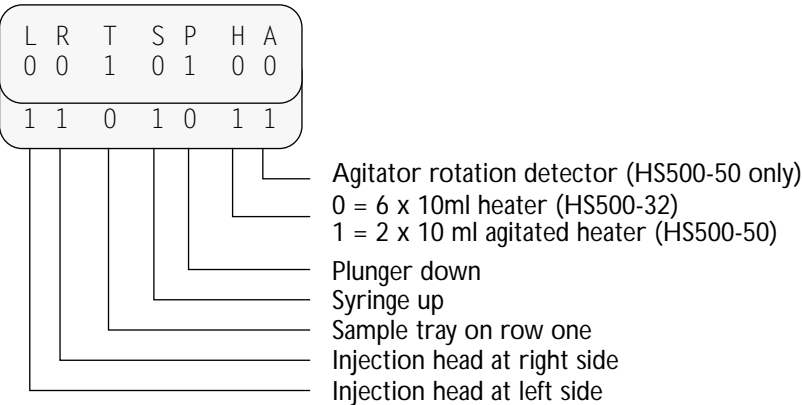 L R T S P H A
0 0 1 0 1 0 0
1 1 0 1 0 1 1
Agitator rotation detector (HS500-50 only)
0 = 6 x 10ml heater (HS500-32)
1 = 2 x 10 ml agitated heater (HS500-50)
Plunger down
Syringe up
Sample tray on row one
Injection head at right side
Injection head at left side